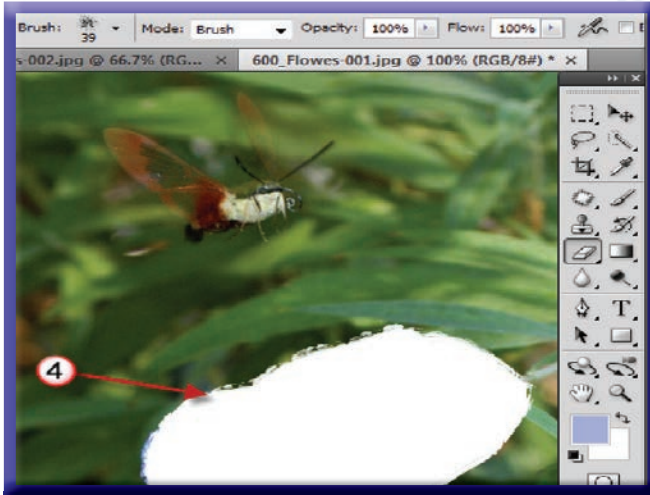 Brush: 39 Mode: Brush Opacity: 100% Flow: 100%
s-002.jpg @ 66.7% (RG... × 600_Flowes-001.jpg @ 100% (RGB/8#) * ×
4
T